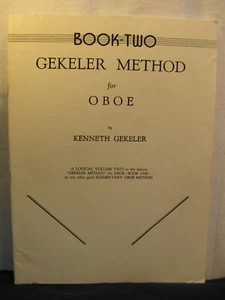 BOOK-TWO
GEKELER METHOD
for
OBOE
by
KENNETH GEKELER
A LOGICAL VOLUME TWO to the famous
"GEKELER METHOD" for OBOE BOOK ONE
or any other good ELEMENTARY OBOE METHOD